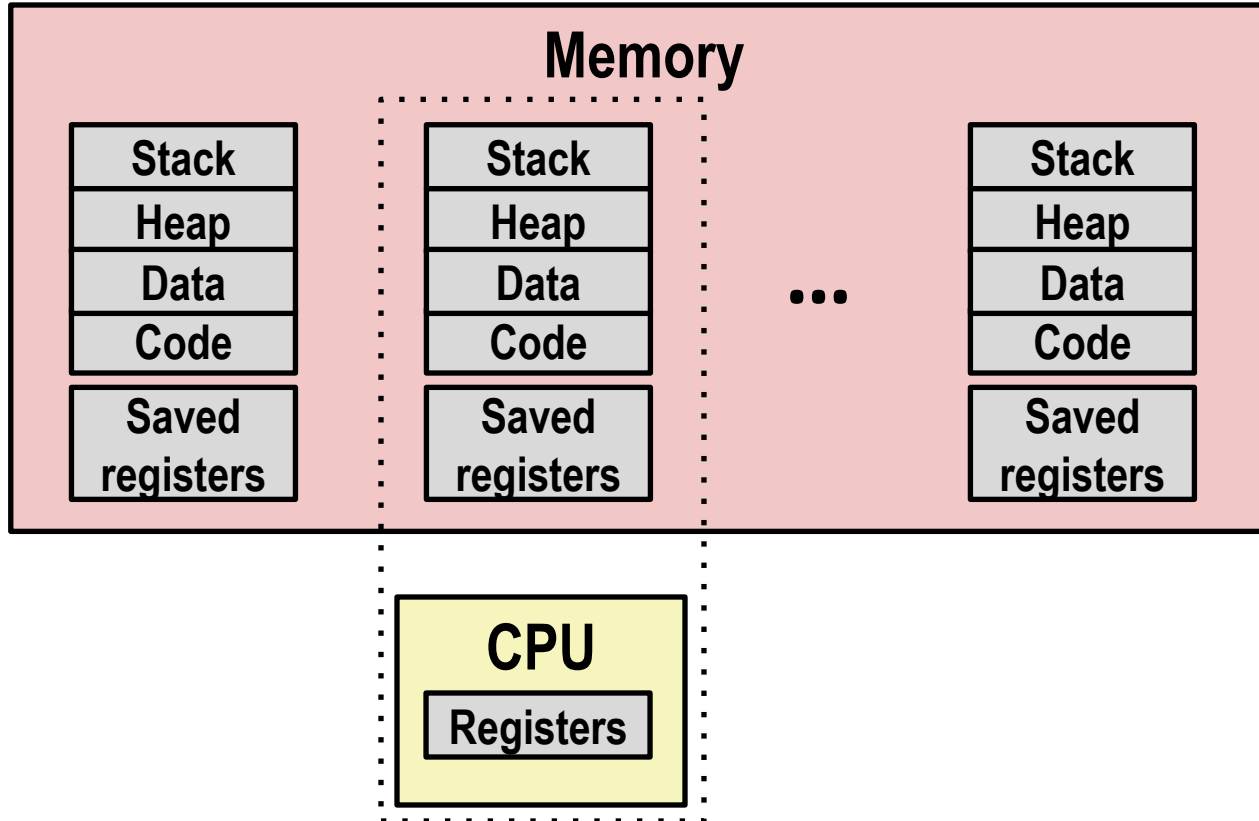 Memory
Stack
Heap
Data
Code
Saved
registers
Stack
Heap
Data
Code
Saved
registers
...
Stack
Heap
Data
Code
Saved
registers
CPU
Registers